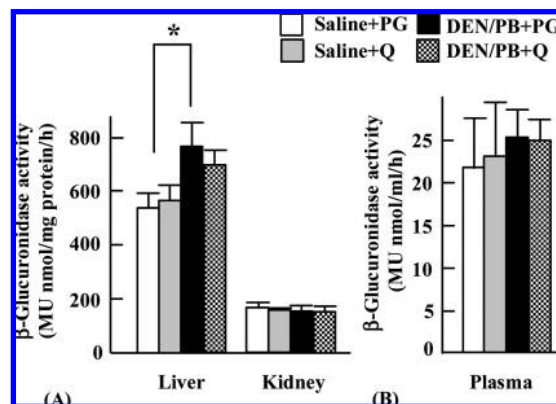 Saline+PG DEN/PB+PG
Saline+Q DEN/PB+Q
*
β-Glucuronidase activity
(MU nmol/mg protein/h)
800
600
400
200
0
Liver Kidney
(A)
β-Glucuronidase activity
(MU nmol/ml/h)
25
20
15
10
5
0
Plasma
(B)